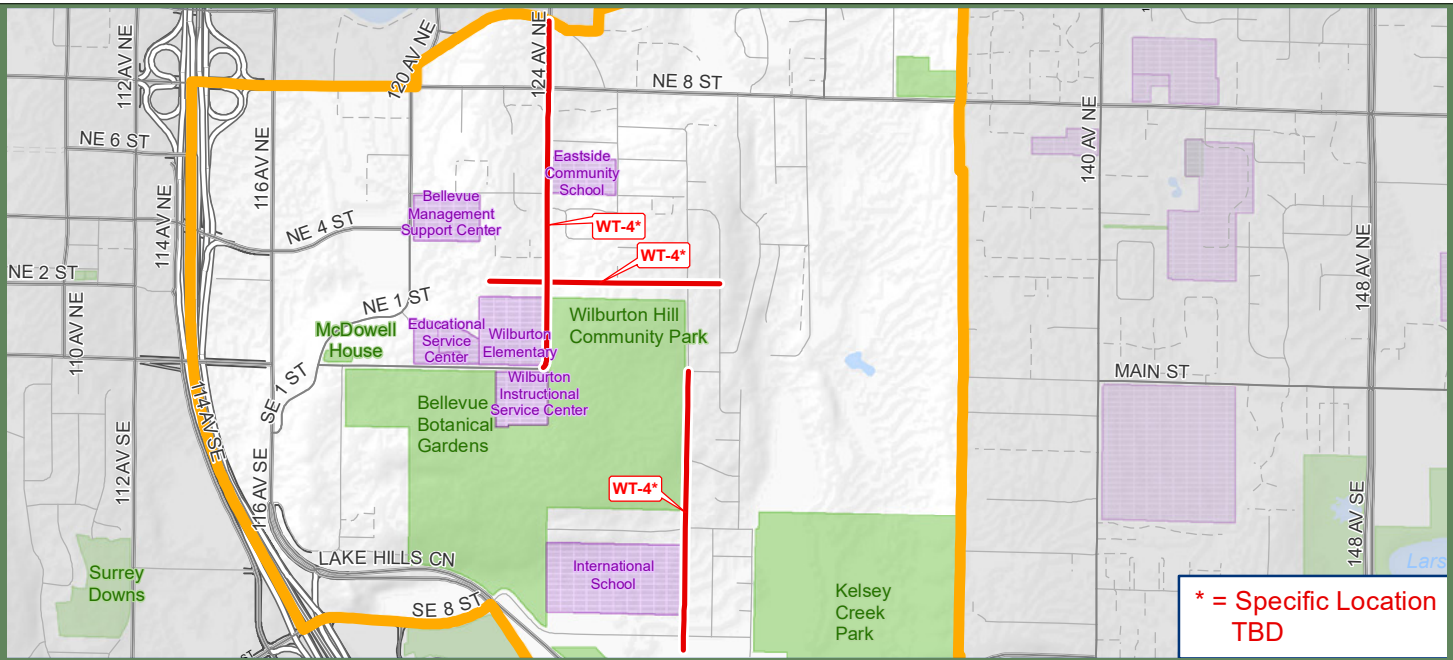 112 AV NE
120 AV NE
124 AV NE
NE 8 ST
NE 6 ST
116 AV NE
140 AV NE
Eastside
Community
School
Bellevue
Management
Support Center
114 AV NE
NE 4 ST
WT-4*
WT-4*
148 AV NE
NE 2 ST
110 AV NE
NE 1 ST
McDowell
House
Educational
Service
Center
Wilburton
Elementary
Wilburton Hill
Community Park
MAIN ST
SE 1 ST
Wilburton
Instructional
Service Center
Bellevue
Botanical
Gardens
114 AV SE
112 AV SE
116 AV SE
WT-4*
148 AV SE
LAKE HILLS CN
International
School
Surrey
Downs
SE 8 ST
Kelsey
Creek
Park
Lars
* = Specific Location
TBD
ST